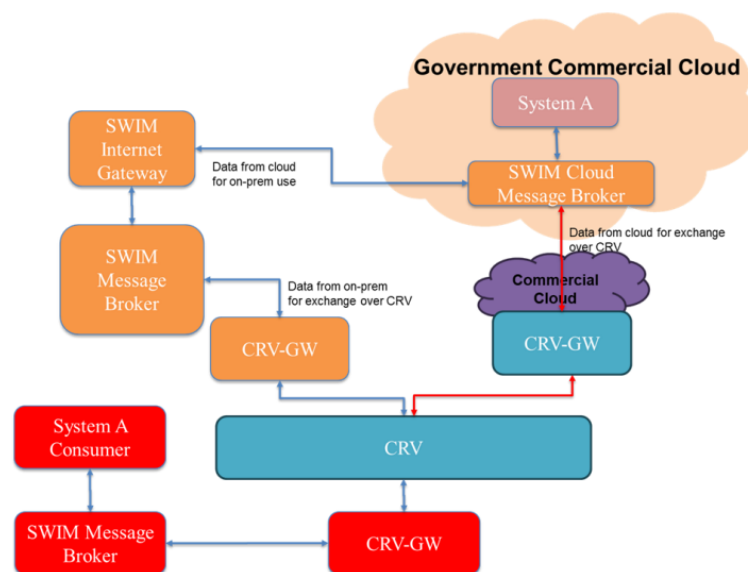 Government Commercial Cloud
System A
SWIM
Internet
Gateway
Data from cloud
for on-prem use
SWIM Cloud
Message Broker
Data from cloud for exchange
over CRV
SWIM
Message
Broker
Data from on-prem
for exchange over CRV
Commercial
Cloud
CRV-GW
CRV-GW
System A
Consumer
CRV
SWIM Message
Broker
CRV-GW